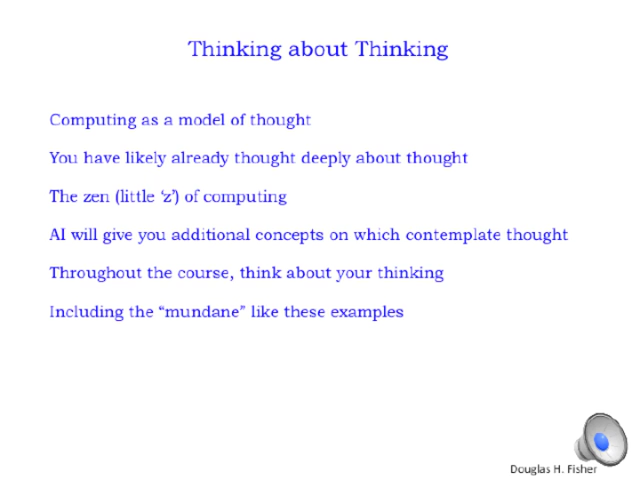 Thinking about Thinking
Computing as a model of thought
You have likely already thought deeply about thought
The zen (little ‘z’) of computing
AI will give you additional concepts on which contemplate thought
Throughout the course, think about your thinking
Including the “mundane” like these examples
Douglas H. Fisher